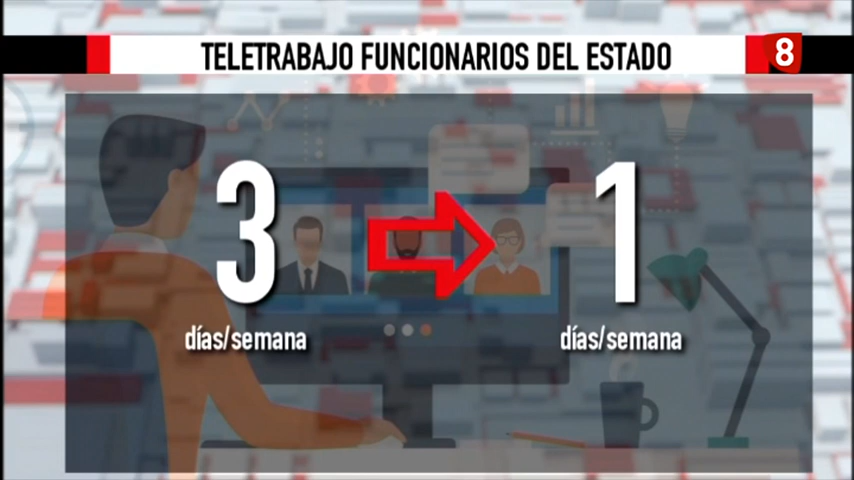 TELETRABAJO FUNCIONARIOS DEL ESTADO
8
3
1
días/semana
días/semana